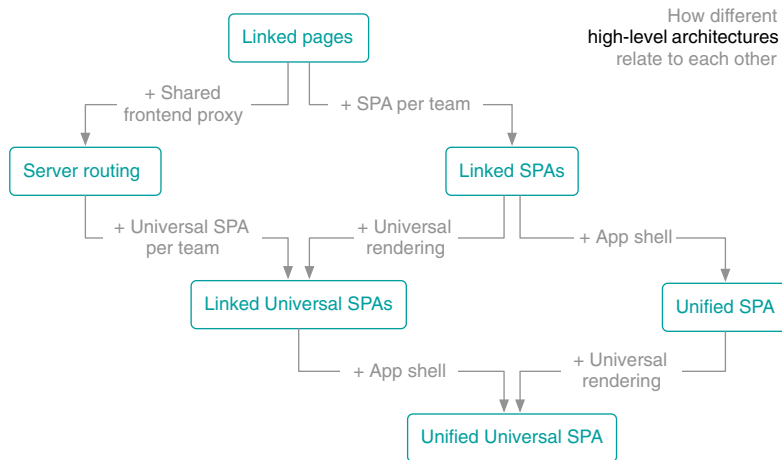 How different
high-level architectures
relate to each other
Linked pages
+ Shared
frontend proxy
+ SPA per team
Server routing
Linked SPAs
+ Universal SPA
per team
+ Universal
rendering
+ App shell
Linked Universal SPAs
Unified SPA
+ App shell
+ Universal
rendering
Unified Universal SPA